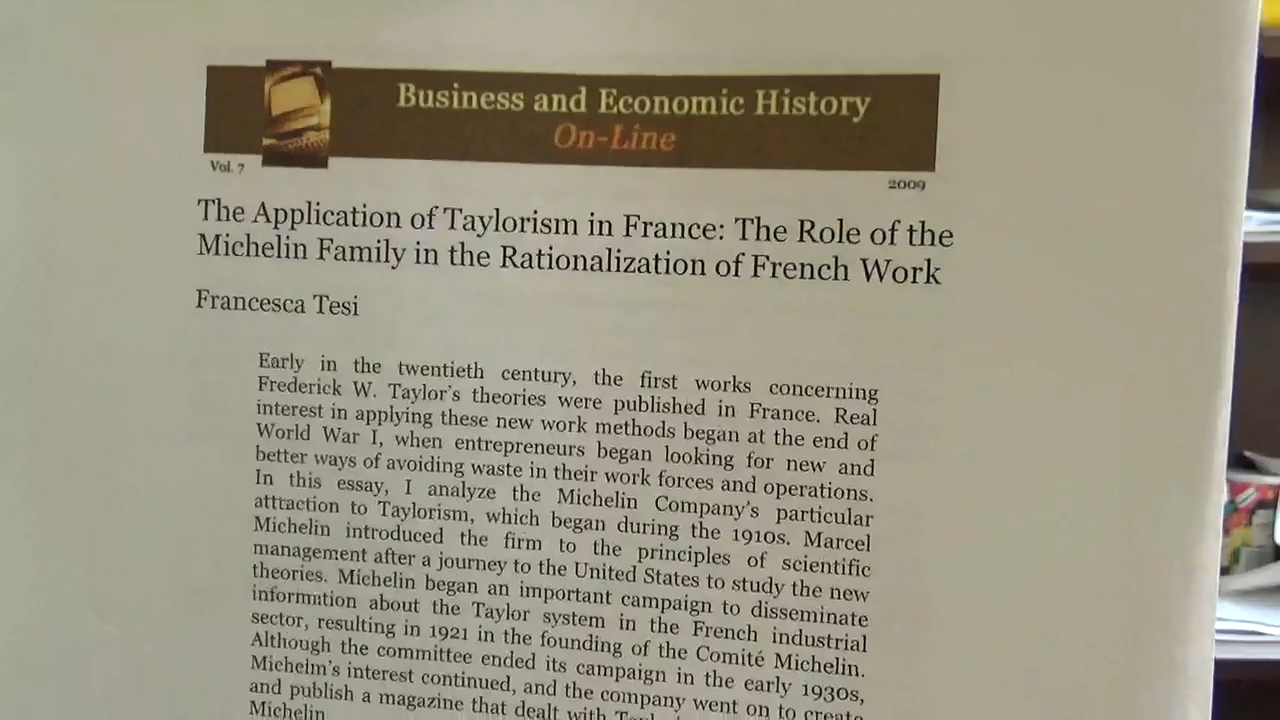 Business and Economic History
On-Line
Vol. 7
2009
The Application of Taylorism in France: The Role of the
Michelin Family in the Rationalization of French Work
Francesca Tesi
Early in the twentieth century, the first works concerning
Frederick W. Taylor's theories were published in France. Real
interest in applying these new work methods began at the end of
World War I, when entrepreneurs began looking for new and
better ways of avoiding waste in their work forces and operations.
In this essay, I analyze the Michelin Company's particular
attraction to Taylorism, which began during the 1910s. Marcel
Michelin introduced the firm to the principles of scientific
management after a journey to the United States to study the new
theories. Michelin began an important campaign to disseminate
information about the Taylor system in the French industrial
sector, resulting in 1921 in the founding of the Comité Michelin.
Although the committee ended its campaign in the early 1930s,
Michelin's interest continued, and the company went on to create
and publish a magazine that dealt with
Michelin